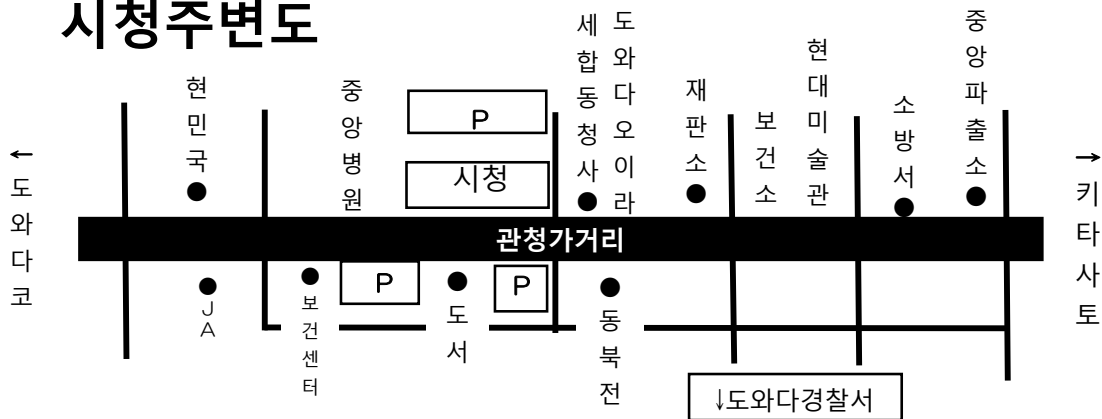 시청주변도
현민국
중앙병원
P
시청
세합동청사
도와다오이라
재판소
보건소
현대미술관
소방서
중앙파출소
←도와다코
관청가거리
→키타사토
JA
보건센터
P
도서
P
동북전
↓도와다경찰서